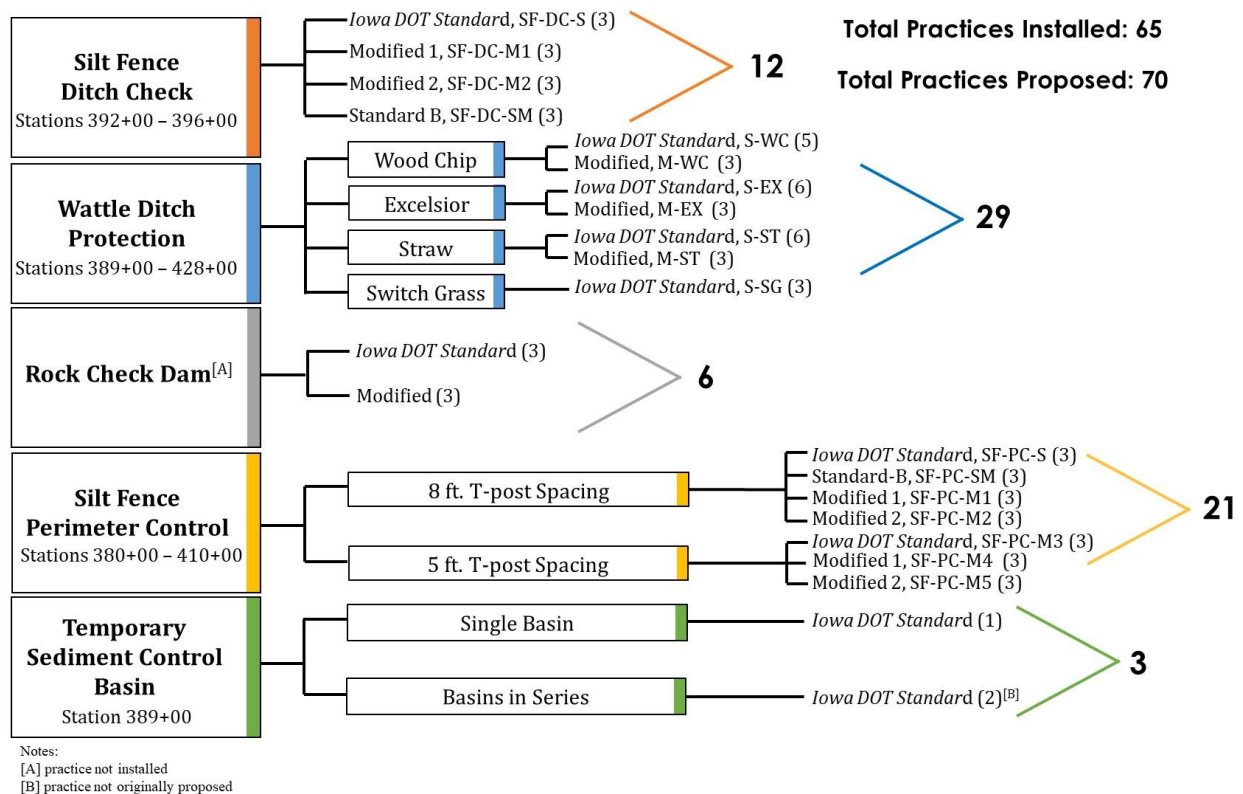 Total Practices Installed: 65
Total Practices Proposed: 70
Silt Fence
Ditch Check
Stations 392+00 – 396+00
Iowa DOT Standard, SF-DC-S (3)
Modified 1, SF-DC-M1 (3)
Modified 2, SF-DC-M2 (3)
Standard B, SF-DC-SM (3)
12
Wattle Ditch
Protection
Stations 389+00 – 428+00
Wood Chip
Iowa DOT Standard, S-WC (5)
Modified, M-WC (3)
Excelsior
Iowa DOT Standard, S-EX (6)
Modified, M-EX (3)
Straw
Iowa DOT Standard, S-ST (6)
Modified, M-ST (3)
Switch Grass
Iowa DOT Standard, S-SG (3)
29
Rock Check Dam[A]
Iowa DOT Standard (3)
Modified (3)
6
Silt Fence
Perimeter Control
Stations 380+00 – 410+00
8 ft. T-post Spacing
Iowa DOT Standard, SF-PC-S (3)
Standard-B, SF-PC-SM (3)
Modified 1, SF-PC-M1 (3)
Modified 2, SF-PC-M2 (3)
5 ft. T-post Spacing
Iowa DOT Standard, SF-PC-M3 (3)
Modified 1, SF-PC-M4 (3)
Modified 2, SF-PC-M5 (3)
21
Temporary
Sediment Control
Basin
Station 389+00
Single Basin
Iowa DOT Standard (1)
Basins in Series
Iowa DOT Standard (2)[B]
3
Notes:
[A] practice not installed
[B] practice not originally proposed